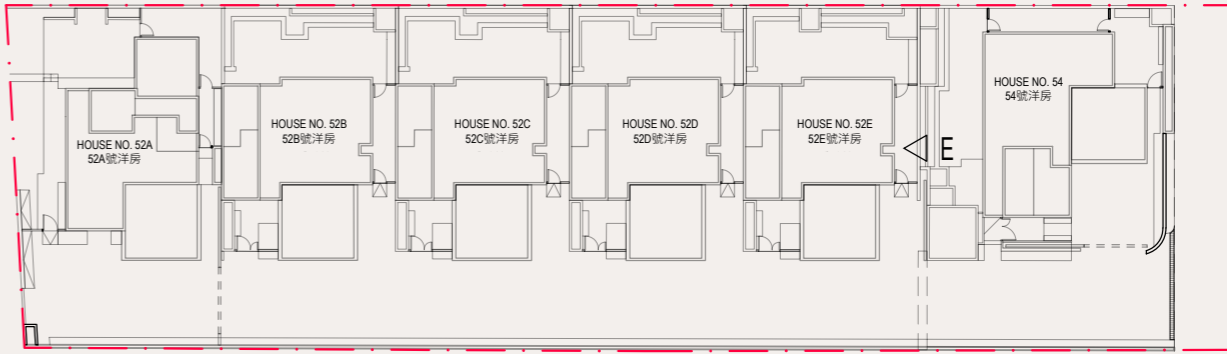 HOUSE NO. 52A
52A號洋房
HOUSE NO. 52B
52B號洋房
HOUSE NO. 52C
52C號洋房
HOUSE NO. 52D
52D號洋房
HOUSE NO. 52E
52E號洋房
E
HOUSE NO. 54
54號洋房